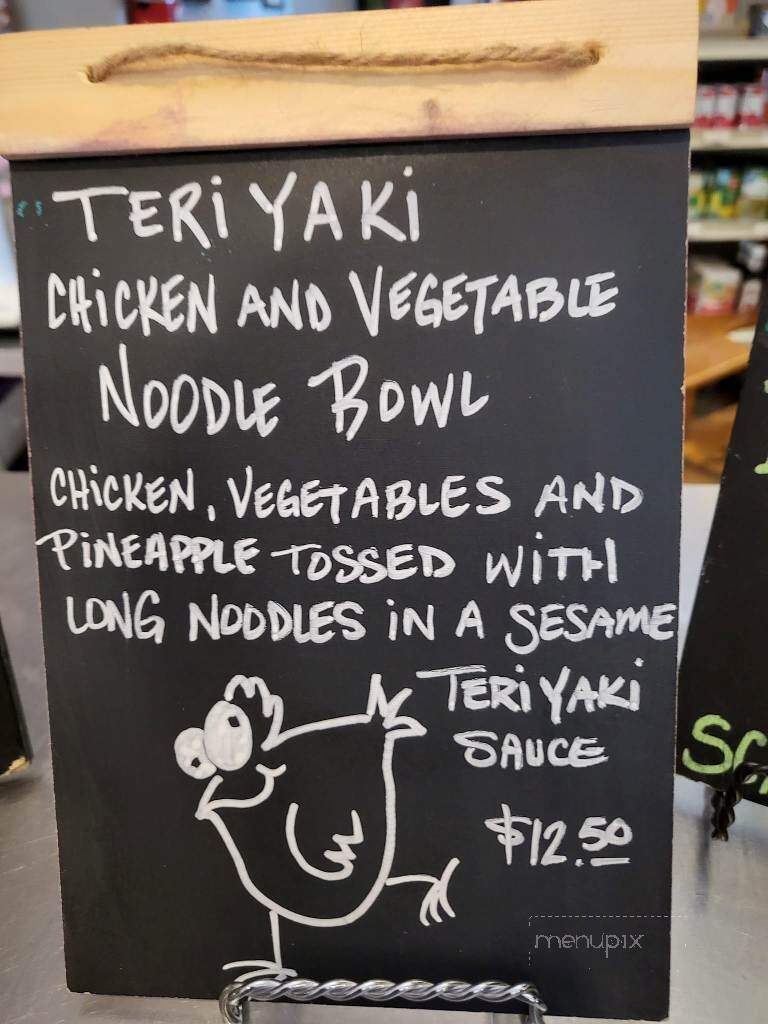 TERIYAKI
CHICKEN AND VEGETABLE
NOODLE BOWL
CHICKEN, VEGETABLES AND
PINEAPPLE TOSSED WITH
LONG NOODLES IN A SESAME
TERIYAKI
SAUCE
$12.50
menupix